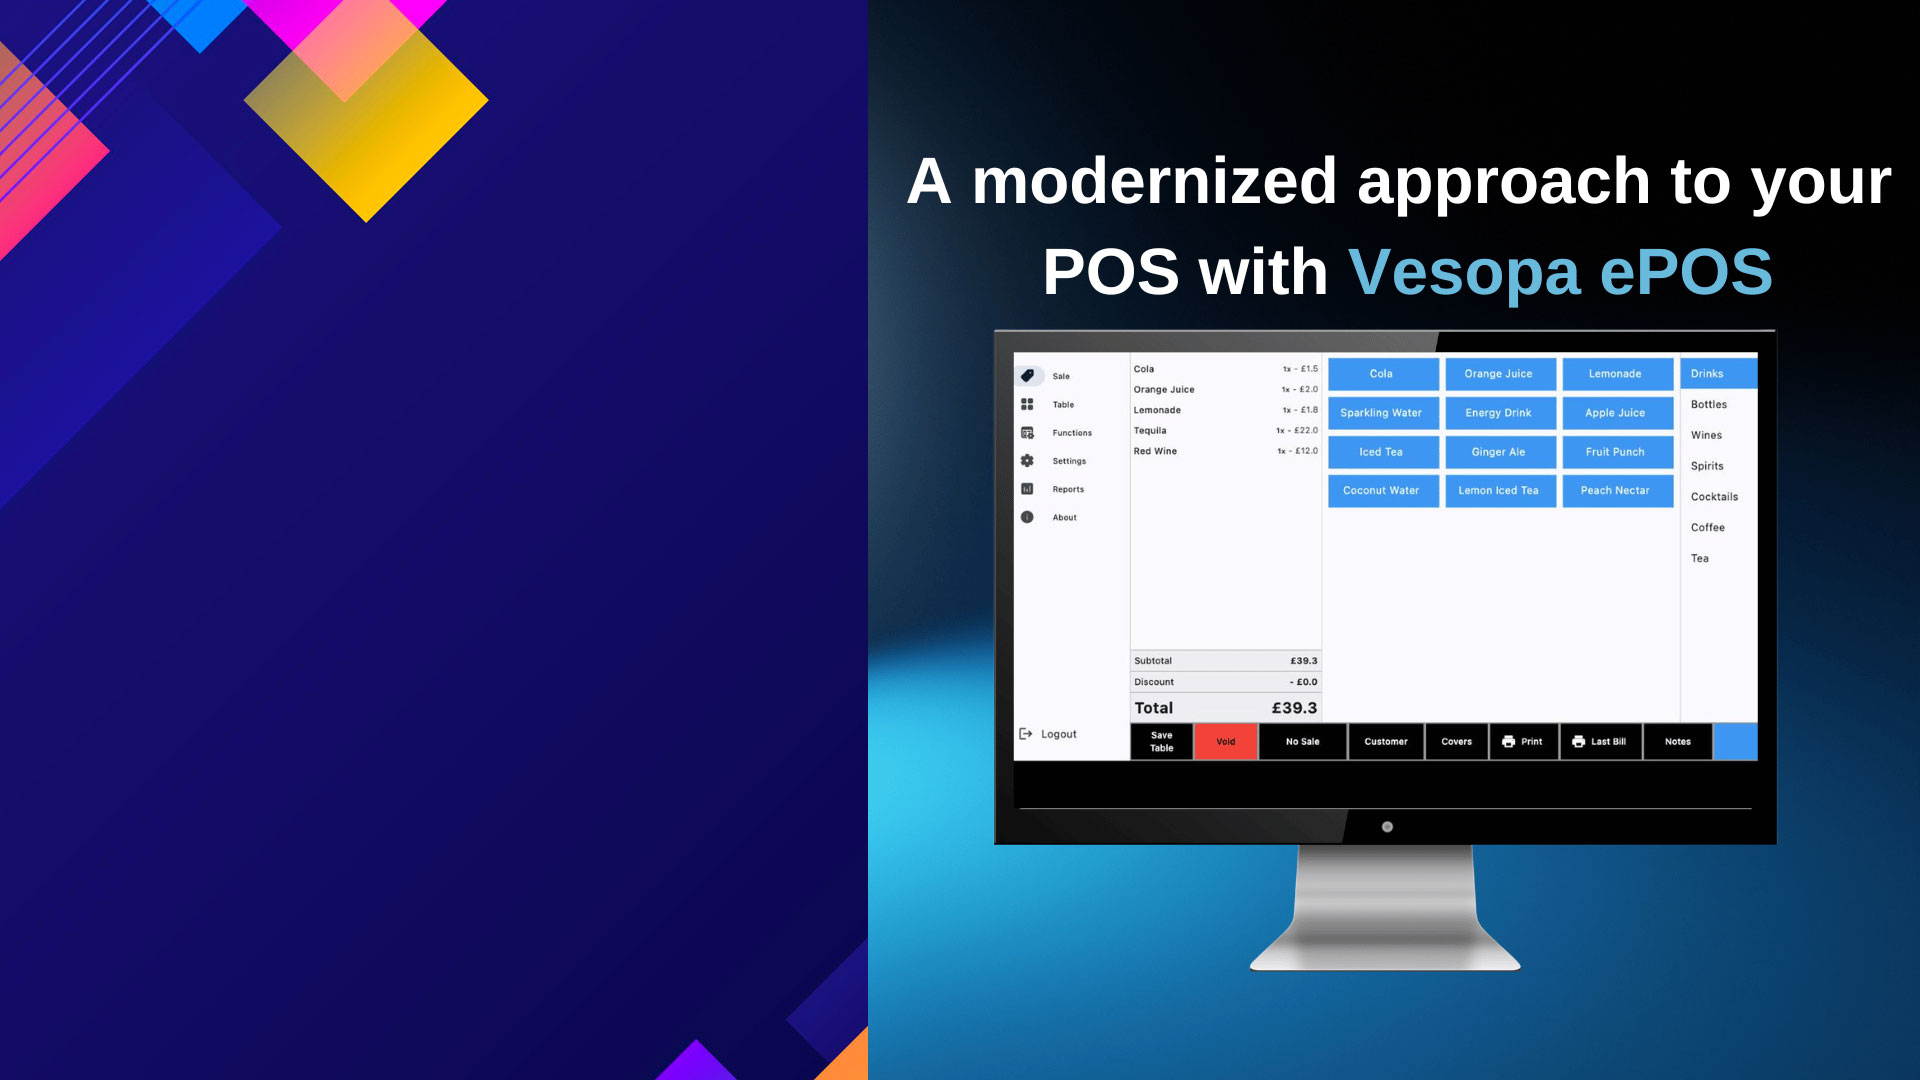 A modernized approach to your
POS with Vesopa ePOS
Sale
Table
Functions
Settings
Reports
About
Logout
Cola 1x - £1.5
Orange Juice 1x - £2.0
Lemonade 1x - £1.8
Tequila 1x - £22.0
Red Wine 1x - £12.0
Subtotal £39.3
Discount - £0.0
Total £39.3
Cola Orange Juice Lemonade
Sparkling Water Energy Drink Apple Juice
Iced Tea Ginger Ale Fruit Punch
Coconut Water Lemon Iced Tea Peach Nectar
Drinks
Bottles
Wines
Spirits
Cocktails
Coffee
Tea
Save
Table
Void
No Sale
Customer
Covers
Print
Last Bill
Notes